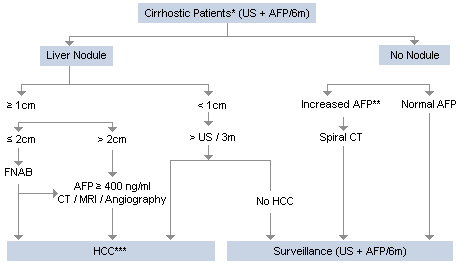 Cirrhostic Patients* (US + AFP/6m)
Liver Nodule
No Nodule
≥ 1cm
< 1cm
Increased AFP**
Normal AFP
≤ 2cm
> 2cm
> US / 3m
Spiral CT
FNAB
AFP ≥ 400 ng/ml
CT / MRI / Angiography
No HCC
HCC***
Surveillance (US + AFP/6m)